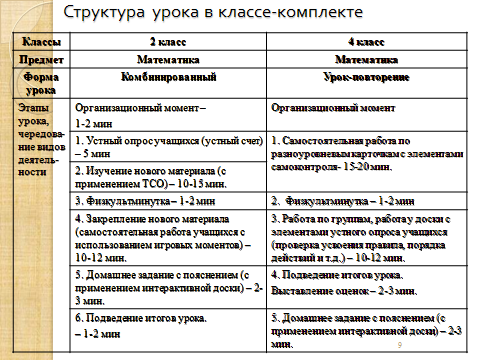 Структура урока в классе-комплекте
Классы
2 класс
4 класс
Предмет
Математика
Математика
Форма
урока
Комбинированный
Урок-повторение
Этапы
урока,
чередова-
ние видов
деятель-
ности
Организационный момент –
1-2 мин
Организационный момент
1. Устный опрос учащихся (устный счет)
– 5 мин
1. Самостоятельная работа по
разноуровневым карточкам с элементами
самоконтроля- 15-20 мин.
2. Изучение нового материала (с
применением ТСО) – 10-15 мин.
3. Физкультминутка – 1-2 мин
2. Физкультминутка – 1-2 мин
4. Закрепление нового материала
(самостоятельная работа учащихся с
использованием игровых моментов) –
10-12 мин.
3. Работа по группам, работа у доски с
элементами устного опроса учащихся
(проверка усвоения правила, порядка
действий и т.д.) – 10-12 мин.
5. Домашнее задание с пояснением (с
применением интерактивной доски) – 2-
3 мин.
4. Подведение итогов урока.
Выставление оценок – 2-3 мин.
6. Подведение итогов урока.
– 1-2 мин
5. Домашнее задание с пояснением (с
применением интерактивной доски) – 2-3
мин.
9